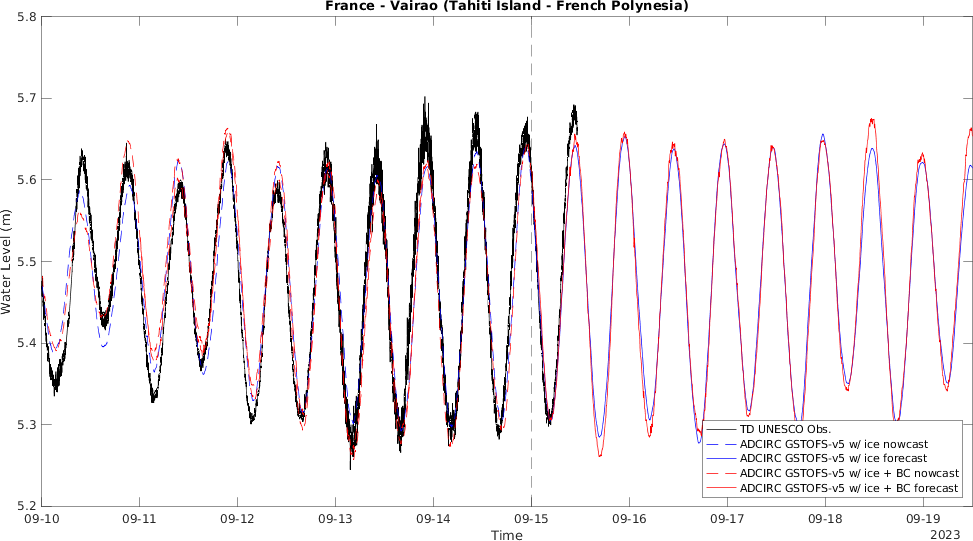 France - Vairao (Tahiti Island - French Polynesia)
5.8
5.7
5.6
5.5
5.4
5.3
5.2
Water Level (m)
TD UNESCO Obs.
ADCIRC GSTOFS-v5 w/ ice nowcast
ADCIRC GSTOFS-v5 w/ ice forecast
ADCIRC GSTOFS-v5 w/ ice + BC nowcast
ADCIRC GSTOFS-v5 w/ ice + BC forecast
09-10 09-11 09-12 09-13 09-14 09-15 09-16 09-17 09-18 09-19
Time
2023